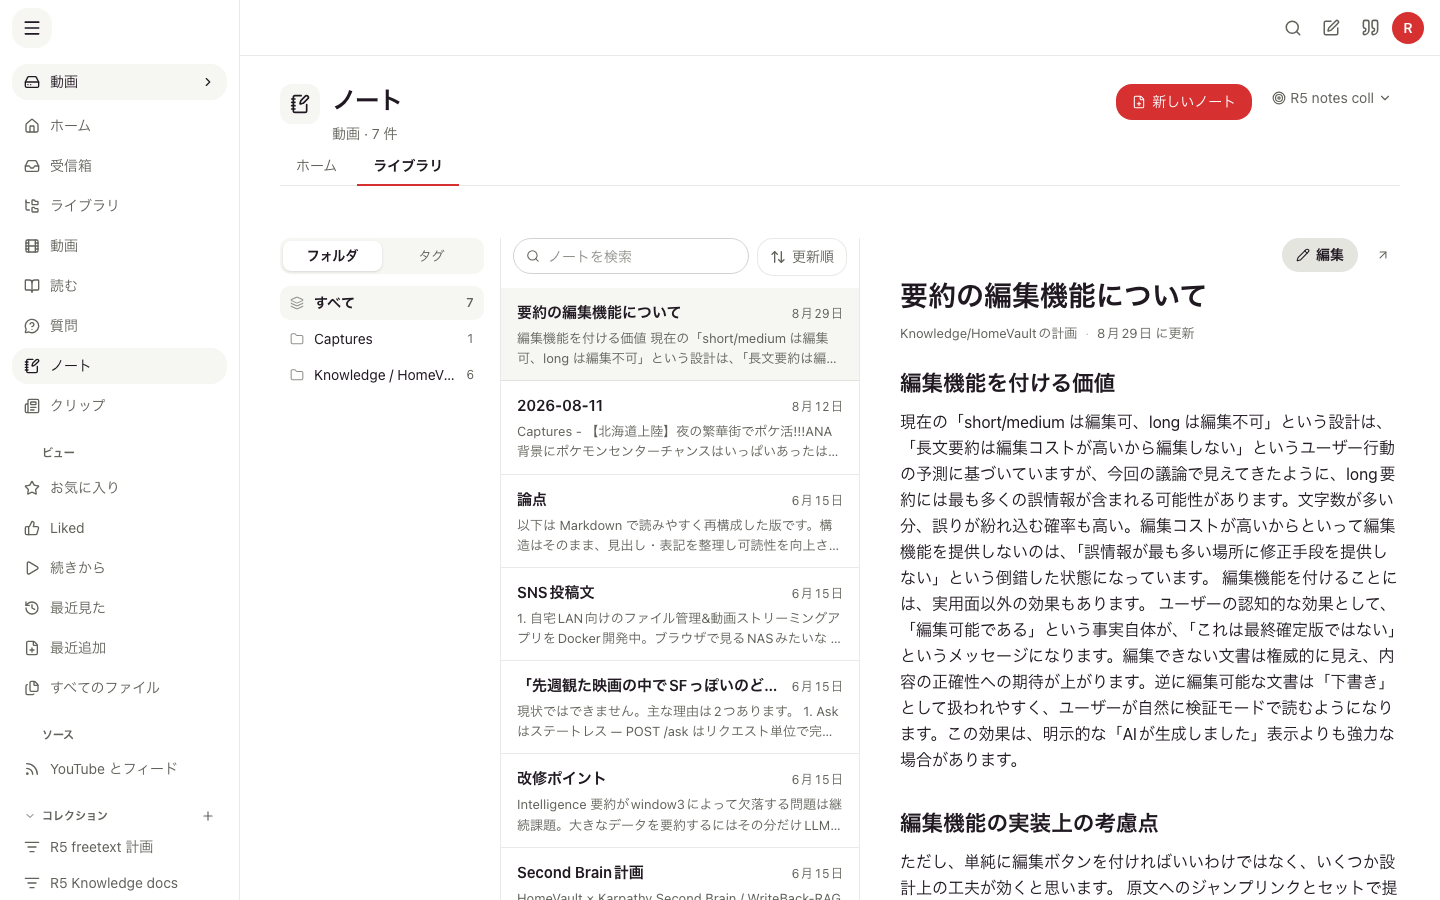 動画
ホーム
受信箱
ライブラリ
動画
読む
質問
ノート
クリップ
ビュー
お気に入り
Liked
続きから
最近見た
最近追加
すべてのファイル
ソース
YouTube とフィード
コレクション
R5 freetext 計画
R5 Knowledge docs
R
ノート
動画 · 7 件
新しいノート
R5 notes coll
ホーム
ライブラリ
フォルダ
タグ
すべて 7
Captures 1
Knowledge / HomeV... 6
ノートを検索
更新順
要約の編集機能について 8月29日
編集機能を付ける価値 現在の「short/medium は編集
可、long は編集不可」という設計は、「長文要約は編...
2026-08-11 8月12日
Captures - 【北海道上陸】夜の繁華街でポケ活!!!ANA
背景にポケモンセンターチャンスはいっぱいあったは...
論点 6月15日
以下は Markdown で読みやすく再構成した版です。構
造はそのまま、見出し・表記を整理し可読性を向上さ...
SNS投稿文 6月15日
1. 自宅LAN向けのファイル管理&動画ストリーミングア
プリをDocker開発中。ブラウザで見るNASみたいな ...
「先週観た映画の中でSFっぽいのど... 6月15日
現状ではできません。主な理由は2つあります。 1. Ask
はステートレス — POST /ask はリクエスト単位で完...
改修ポイント 6月15日
Intelligence 要約がwindow3によって欠落する問題は継
続課題。大きなデータを要約するにはその分だけLLM...
Second Brain計画 6月15日
HomeVault × Karpathy Second Brain / WriteBack-RAG
編集
要約の編集機能について
Knowledge/HomeVaultの計画 · 8月29日 に更新
編集機能を付ける価値
現在の「short/medium は編集可、long は編集不可」という設計は、
「長文要約は編集コストが高いから編集しない」というユーザー行動
の予測に基づいていますが、今回の議論で見えてきたように、long要
約には最も多くの誤情報が含まれる可能性があります。文字数が多い
分、誤りが紛れ込む確率も高い。編集コストが高いからといって編集
機能を提供しないのは、「誤情報が最も多い場所に修正手段を提供し
ない」という倒錯した状態になっています。 編集機能を付けることに
は、実用面以外の効果もあります。 ユーザーの認知的な効果として、
「編集可能である」という事実自体が、「これは最終確定版ではない」
というメッセージになります。編集できない文書は権威的に見え、内
容の正確性への期待が上がります。逆に編集可能な文書は「下書き」
として扱われやすく、ユーザーが自然に検証モードで読むようになり
ます。この効果は、明示的な「AIが生成しました」表示よりも強力な
場合があります。
編集機能の実装上の考慮点
ただし、単純に編集ボタンを付ければいいわけではなく、いくつか設
計上の工夫が効くと思います。 原文へのジャンプリンクとセットで提